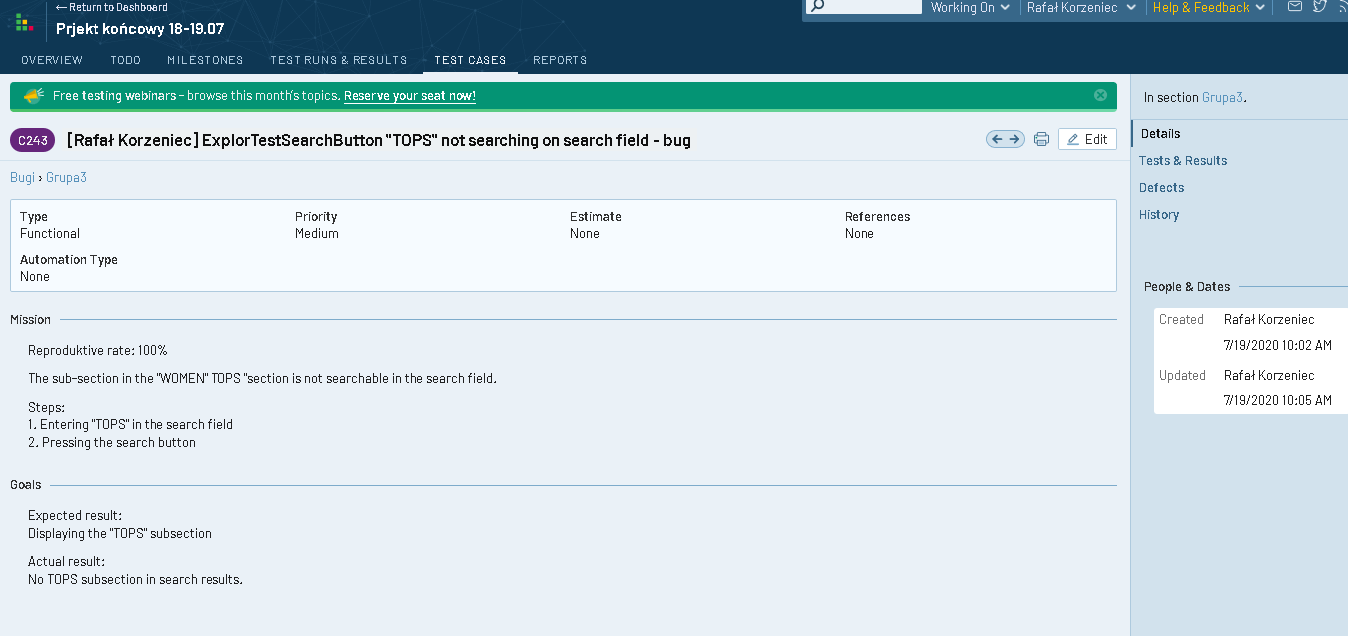 ← Return to Dashboard
Prjekt końcowy 18-19.07
Working On
Rafał Korzeniec
Help & Feedback
OVERVIEW
TODO
MILESTONES
TEST RUNS & RESULTS
TEST CASES
REPORTS
Free testing webinars - browse this month's topics. Reserve your seat now!
C243
[Rafał Korzeniec] ExplorTestSearchButton "TOPS" not searching on search field - bug
Edit
Bugi › Grupa3
Type
Functional
Priority
Medium
Estimate
None
References
None
Automation Type
None
Mission
Reproduktive rate: 100%
The sub-section in the "WOMEN" TOPS "section is not searchable in the search field.
Steps:
1. Entering "TOPS" in the search field
2. Pressing the search button
Goals
Expected result:
Displaying the "TOPS" subsection
Actual result:
No TOPS subsection in search results.
In section Grupa3.
Details
Tests & Results
Defects
History
People & Dates
Created
Rafał Korzeniec
7/19/2020 10:02 AM
Updated
Rafał Korzeniec
7/19/2020 10:05 AM